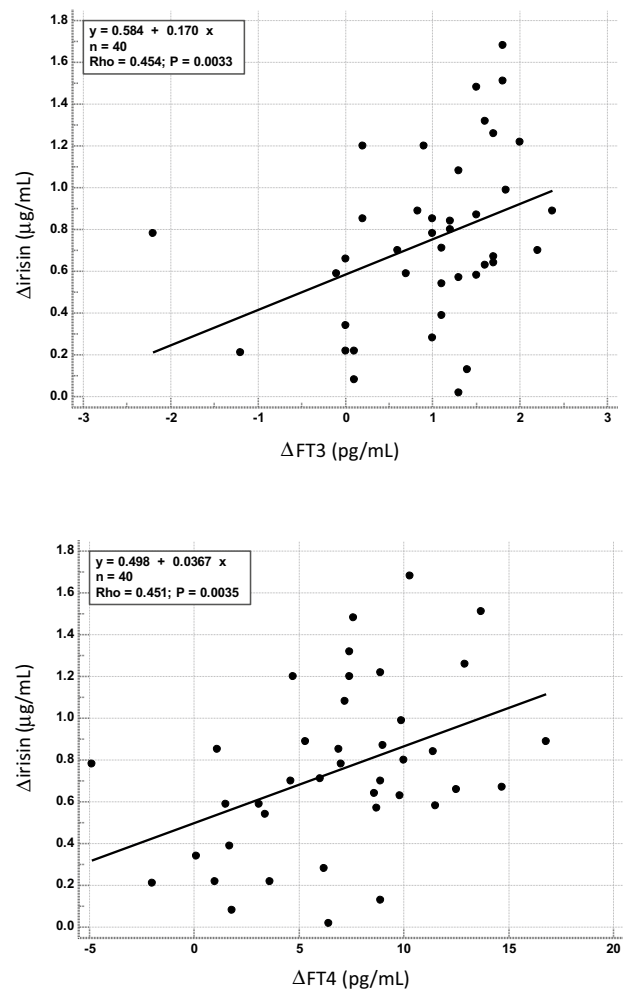 y = 0.584 + 0.170 x
n = 40
Rho = 0.454; P = 0.0033
1.8
1.6
1.4
1.2
1.0
0.8
0.6
0.4
0.2
0.0
Δirisin (μg/mL)
-3 -2 -1 0 1 2 3
ΔFT3 (pg/mL)
y = 0.498 + 0.0367 x
n = 40
Rho = 0.451; P = 0.0035
1.8
1.6
1.4
1.2
1.0
0.8
0.6
0.4
0.2
0.0
Δirisin (μg/mL)
-5 0 5 10 15 20
ΔFT4 (pg/mL)